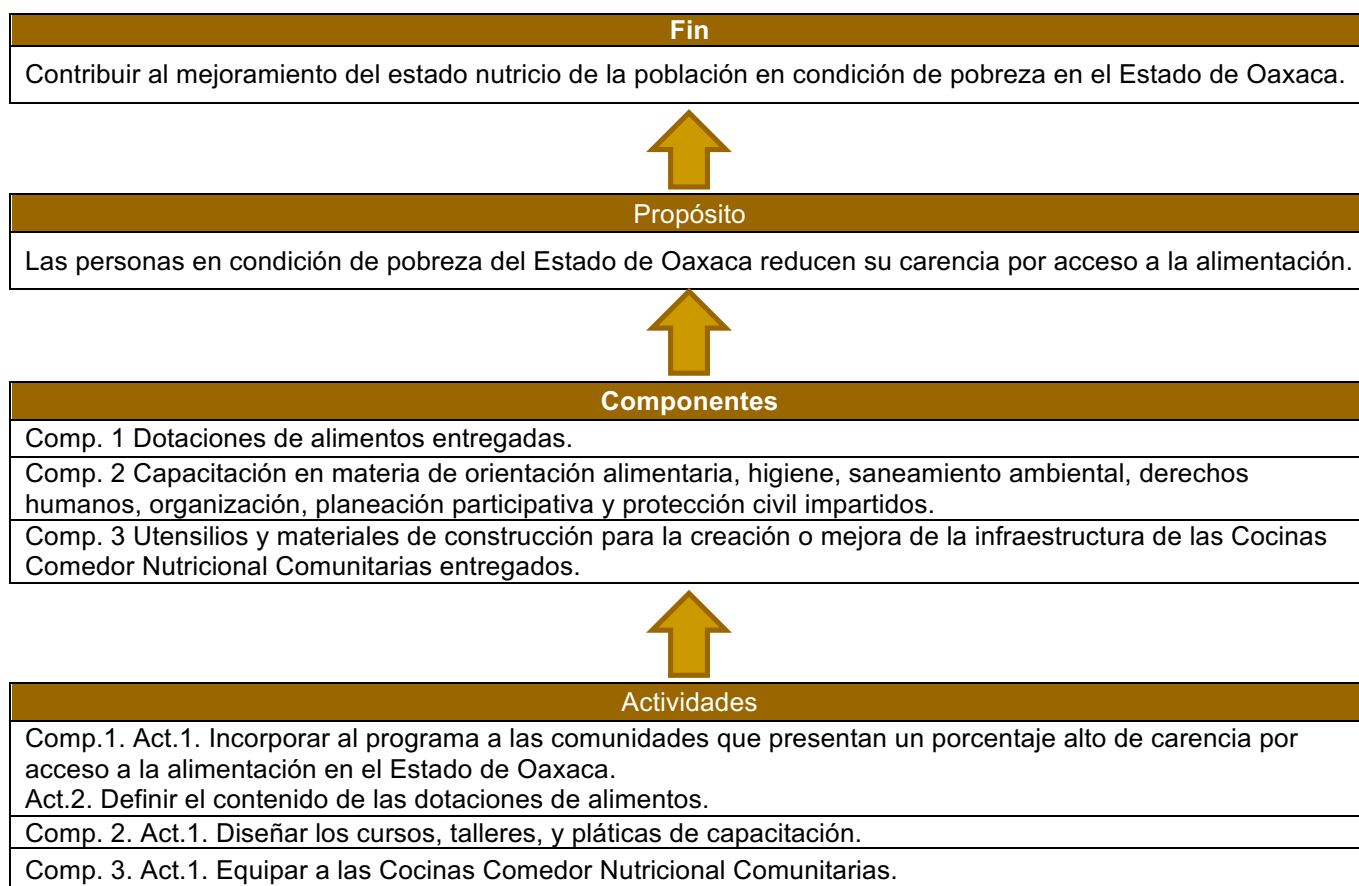 Fin
Contribuir al mejoramiento del estado nutricio de la población en condición de pobreza en el Estado de Oaxaca.
Propósito
Las personas en condición de pobreza del Estado de Oaxaca reducen su carencia por acceso a la alimentación.
Componentes
Comp. 1 Dotaciones de alimentos entregadas.
Comp. 2 Capacitación en materia de orientación alimentaria, higiene, saneamiento ambiental, derechos
humanos, organización, planeación participativa y protección civil impartidos.
Comp. 3 Utensilios y materiales de construcción para la creación o mejora de la infraestructura de las Cocinas
Comedor Nutricional Comunitarias entregados.
Actividades
Comp.1. Act.1. Incorporar al programa a las comunidades que presentan un porcentaje alto de carencia por
acceso a la alimentación en el Estado de Oaxaca.
Act.2. Definir el contenido de las dotaciones de alimentos.
Comp. 2. Act.1. Diseñar los cursos, talleres, y pláticas de capacitación.
Comp. 3. Act.1. Equipar a las Cocinas Comedor Nutricional Comunitarias.